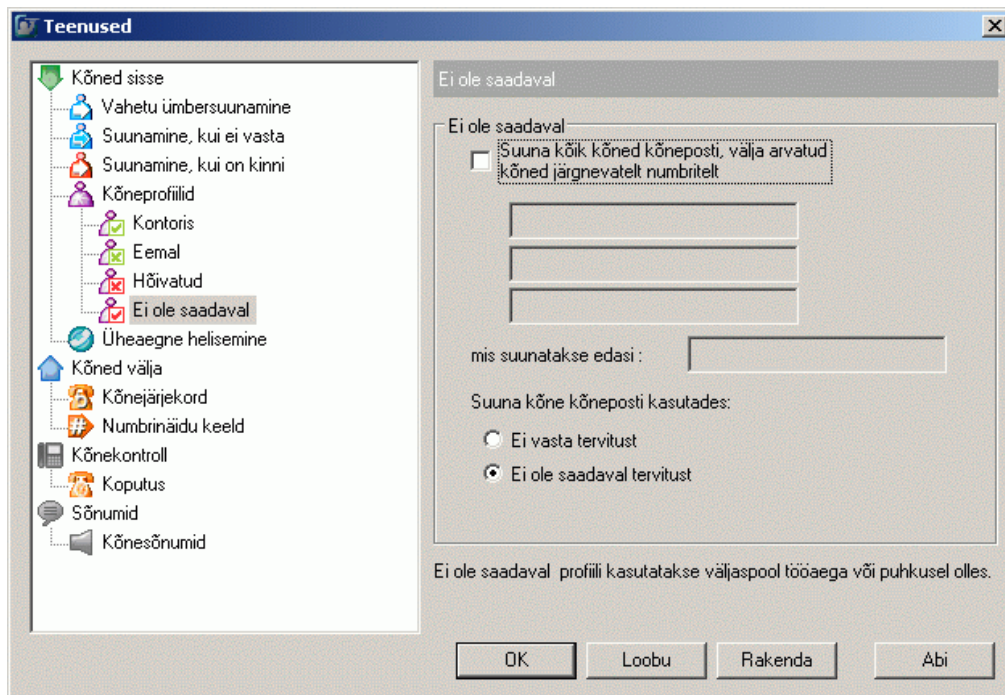 Teenused
Kõned sisse
Vahetu ümbersuunamine
Suunamine, kui ei vasta
Suunamine, kui on kinni
Kõneprofiilid
Kontoris
Eemal
Hõivatud
Ei ole saadaval
Üheaegne helisemine
Kõned välja
Kõnejärjekord
Numbrinäidu keeld
Kõnekontroll
Koputus
Sõnumid
Kõnesõnumid
Ei ole saadaval
Ei ole saadaval
Suuna kõik kõned kõneposti, välja arvatud
kõned järgnevatelt numbritelt
mis suunatakse edasi :
Suuna kõne kõneposti kasutades:
Ei vasta tervitust
Ei ole saadaval tervitust
Ei ole saadaval profiili kasutatakse väljaspool tööaega või puhkusel olles.
OK
Loobu
Rakenda
Abi